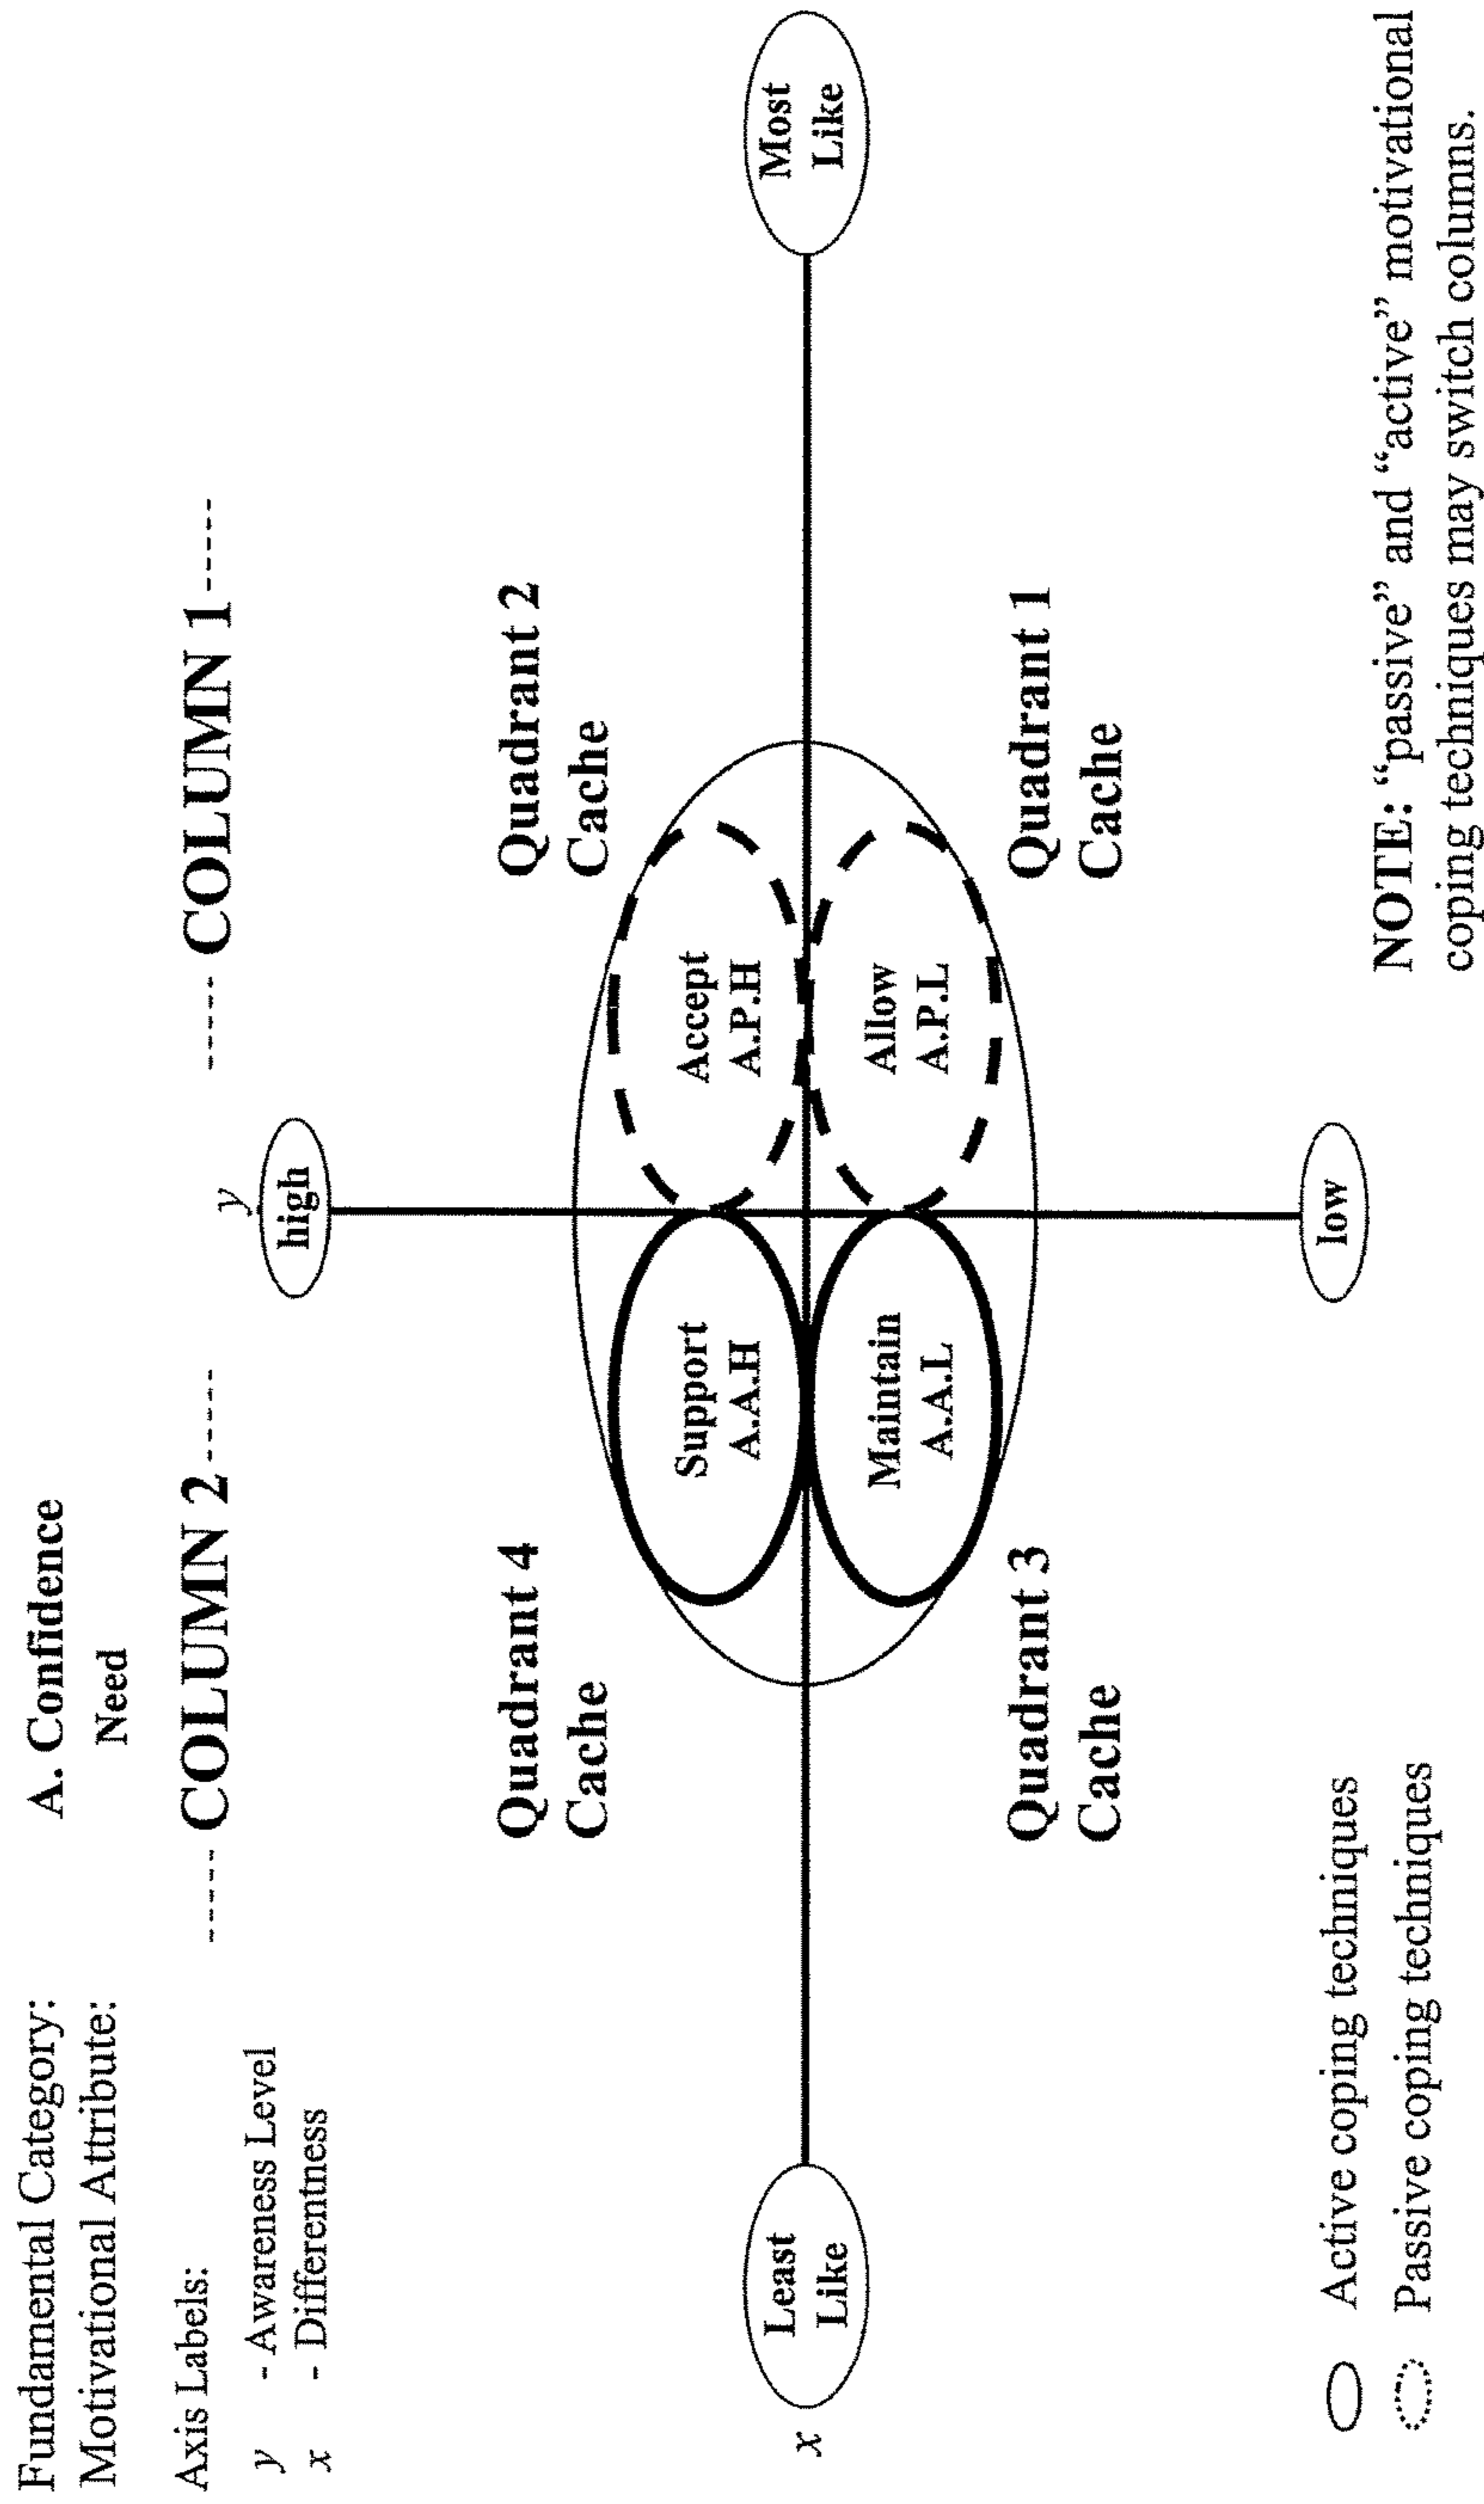 Fundamental Category: A. Confidence
Motivational Attribute: Need
Axis Labels:
y - Awareness Level
x - Differentness
----- COLUMN 2 -----
----- COLUMN 1 -----
y
high
Quadrant 4
Cache
Quadrant 2
Cache
Support
A.A.H
Accept
A.P.H
x
Least
Like
Most
Like
Maintain
A.A.L
Allow
A.P.L
Quadrant 3
Cache
Quadrant 1
Cache
low
Active coping techniques
Passive coping techniques
NOTE: “passive” and “active” motivational
coping techniques may switch columns.